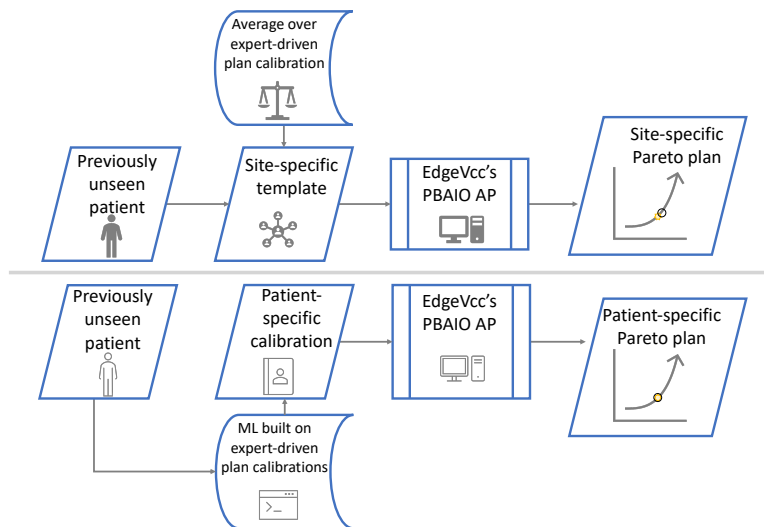 Average over
expert-driven
plan calibration
Previously
unseen
patient
Site-specific
template
EdgeVcc's
PBAIO AP
Site-specific
Pareto plan
Previously
unseen
patient
Patient-
specific
calibration
EdgeVcc's
PBAIO AP
Patient-specific
Pareto plan
ML built on
expert-driven
plan calibrations